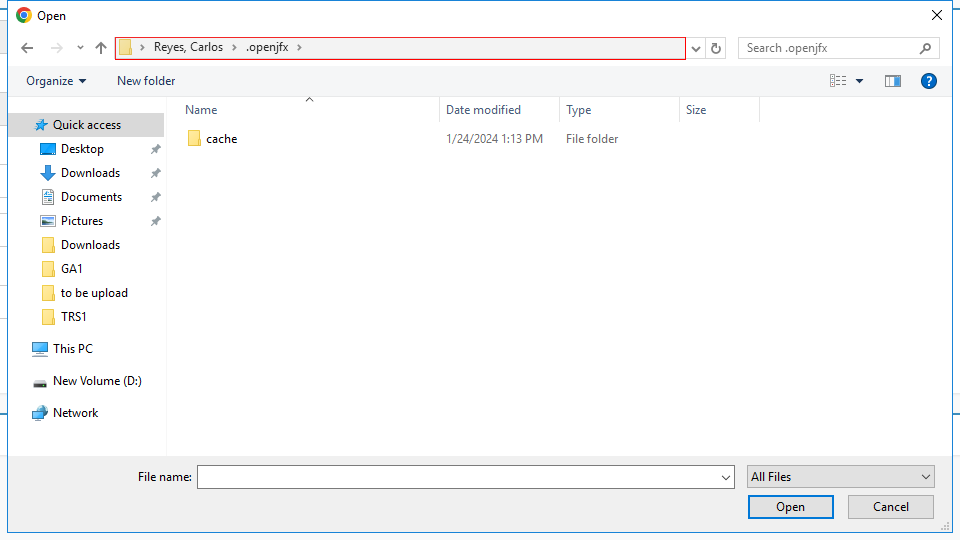 Open
Reyes, Carlos > .openjfx >
Search .openjfx
Organize
New folder
?
Name
Date modified
Type
Size
cache
1/24/2024 1:13 PM
File folder
Quick access
Desktop
Downloads
Documents
Pictures
Downloads
GA1
to be upload
TRS1
This PC
New Volume (D:)
Network
File name:
All Files
Open
Cancel